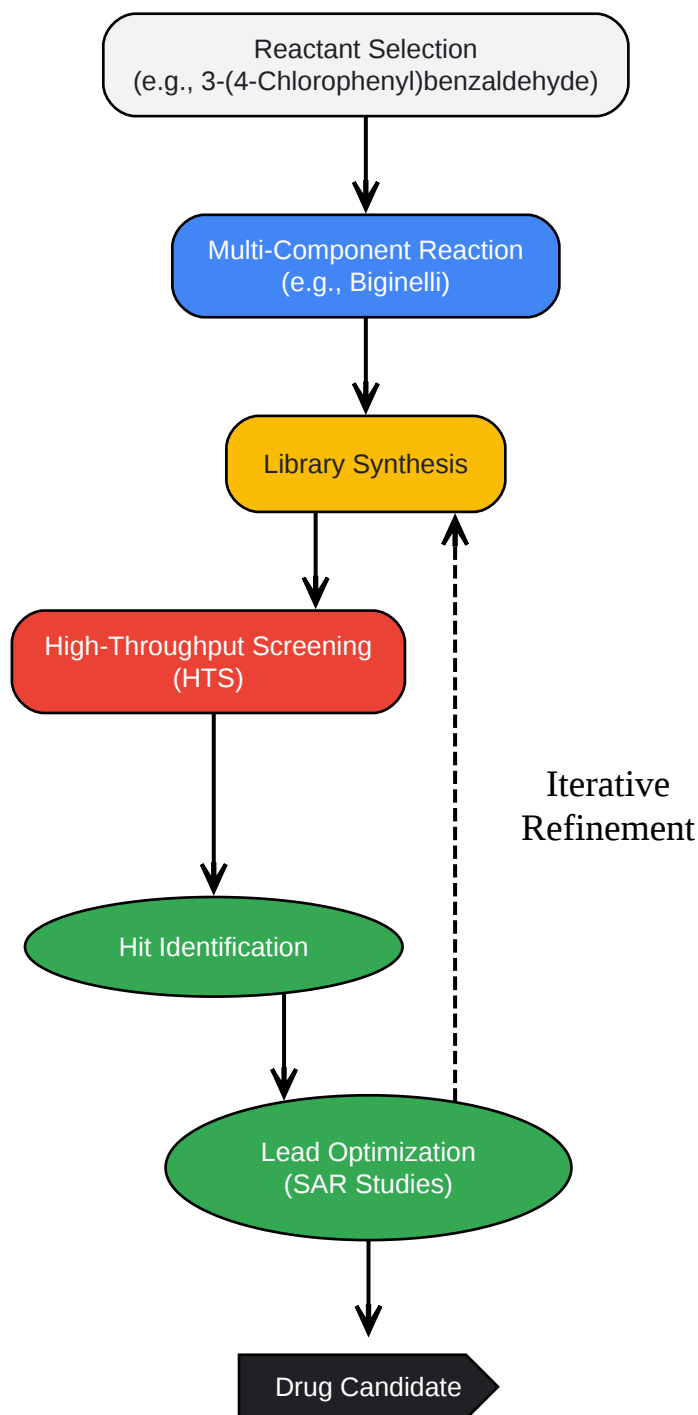 Reactant Selection
(e.g., 3-(4-Chlorophenyl)benzaldehyde)
Multi-Component Reaction
(e.g., Biginelli)
Library Synthesis
High-Throughput Screening
(HTS)
Iterative
Refinement
Hit Identification
Lead Optimization
(SAR Studies)
Drug Candidate